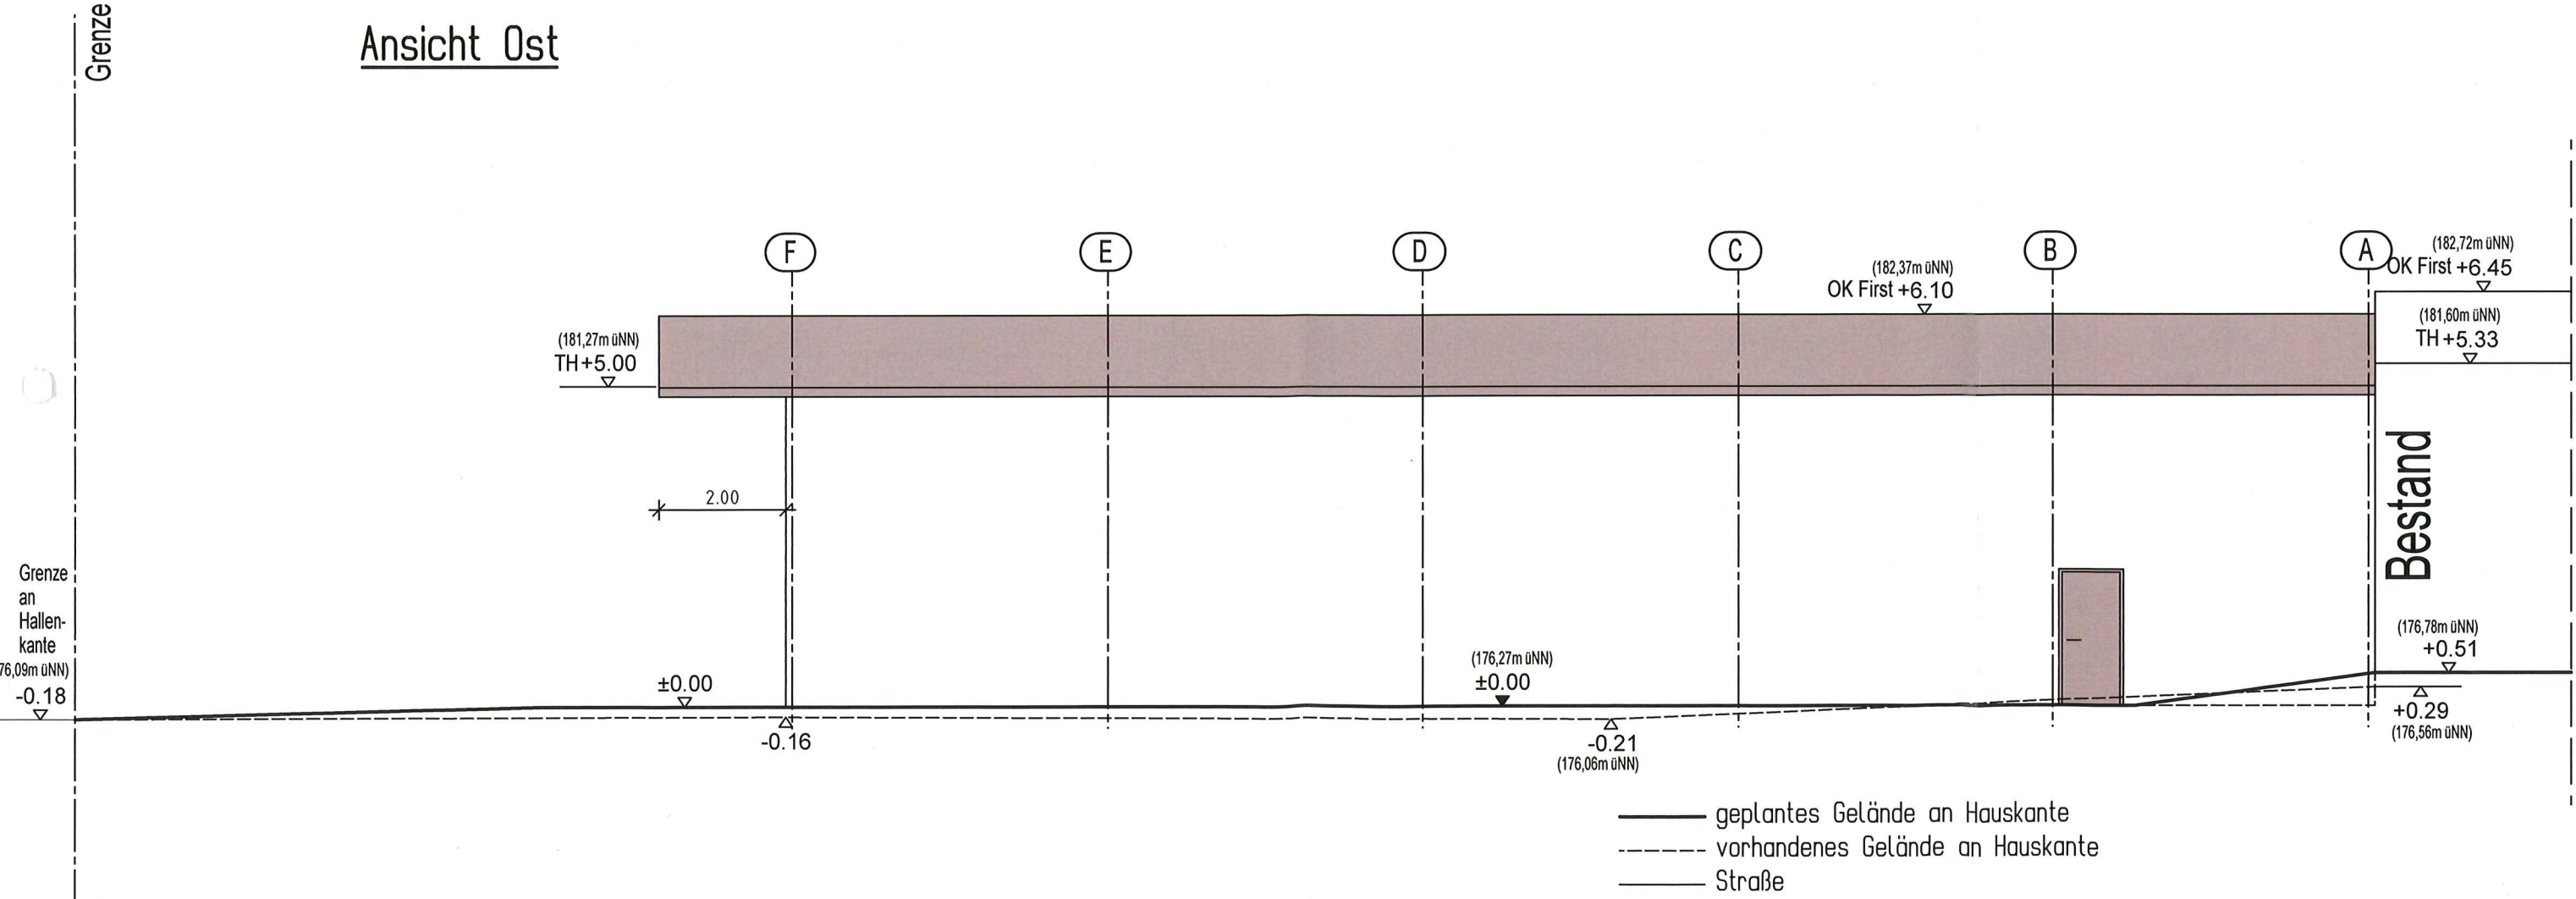 Grenze
Ansicht Ost
F
E
D
C
B
A
(182,72m üNN)
OK First +6.45
(182,37m üNN)
OK First +6.10
(181,60m üNN)
TH +5.33
(181,27m üNN)
TH +5.00
Bestand
2.00
Grenze
an
Hallen-
kante
76,09m üNN)
-0.18
±0.00
(176,27m üNN)
±0.00
(176,78m üNN)
+0.51
-0.16
-0.21
(176,06m üNN)
+0.29
(176,56m üNN)
geplantes Gelände an Hauskante
vorhandenes Gelände an Hauskante
Straße